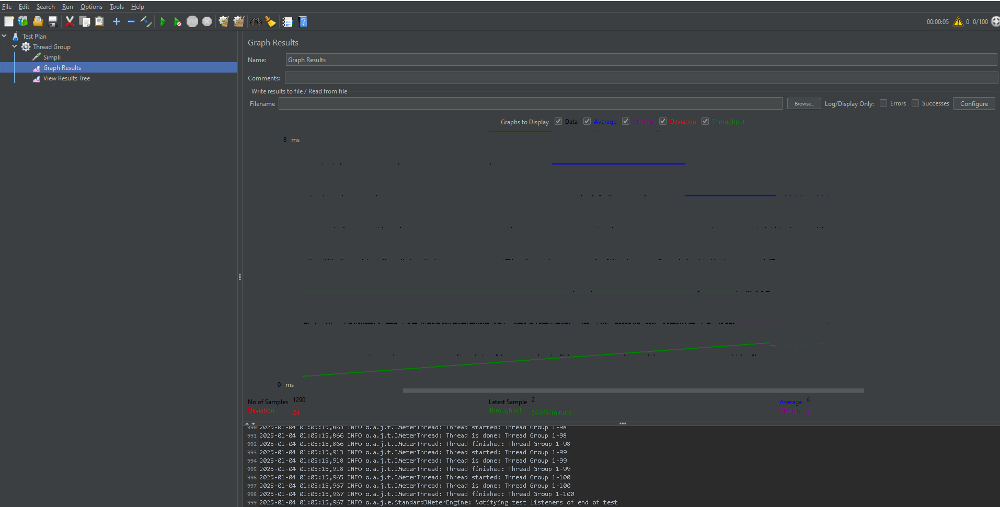 File Edit Search Run Options Tools Help
00:00:05 0 0/100
Test Plan
Thread Group
Simpli
Graph Results
View Results Tree
Graph Results
Name: Graph Results
Comments:
Write results to file / Read from file
Filename Browse... Log/Display Only: Errors Successes Configure
Graphs to Display Data Average Median Deviation Throughput
8 ms
0 ms
No of Samples 1290 Latest Sample 2 Average 6
Deviation 24 Throughput 54,048/minute Median
990 2025-01-04 01:05:15,863 INFO o.a.j.t.JMeterThread: Thread started: Thread Group 1-98
991 2025-01-04 01:05:15,866 INFO o.a.j.t.JMeterThread: Thread is done: Thread Group 1-98
992 2025-01-04 01:05:15,866 INFO o.a.j.t.JMeterThread: Thread finished: Thread Group 1-98
993 2025-01-04 01:05:15,913 INFO o.a.j.t.JMeterThread: Thread started: Thread Group 1-99
994 2025-01-04 01:05:15,918 INFO o.a.j.t.JMeterThread: Thread is done: Thread Group 1-99
995 2025-01-04 01:05:15,918 INFO o.a.j.t.JMeterThread: Thread finished: Thread Group 1-99
996 2025-01-04 01:05:15,965 INFO o.a.j.t.JMeterThread: Thread started: Thread Group 1-100
997 2025-01-04 01:05:15,967 INFO o.a.j.t.JMeterThread: Thread is done: Thread Group 1-100
998 2025-01-04 01:05:15,967 INFO o.a.j.t.JMeterThread: Thread finished: Thread Group 1-100
999 2025-01-04 01:05:15,967 INFO o.a.j.e.StandardJMeterEngine: Notifying test listeners of end of test